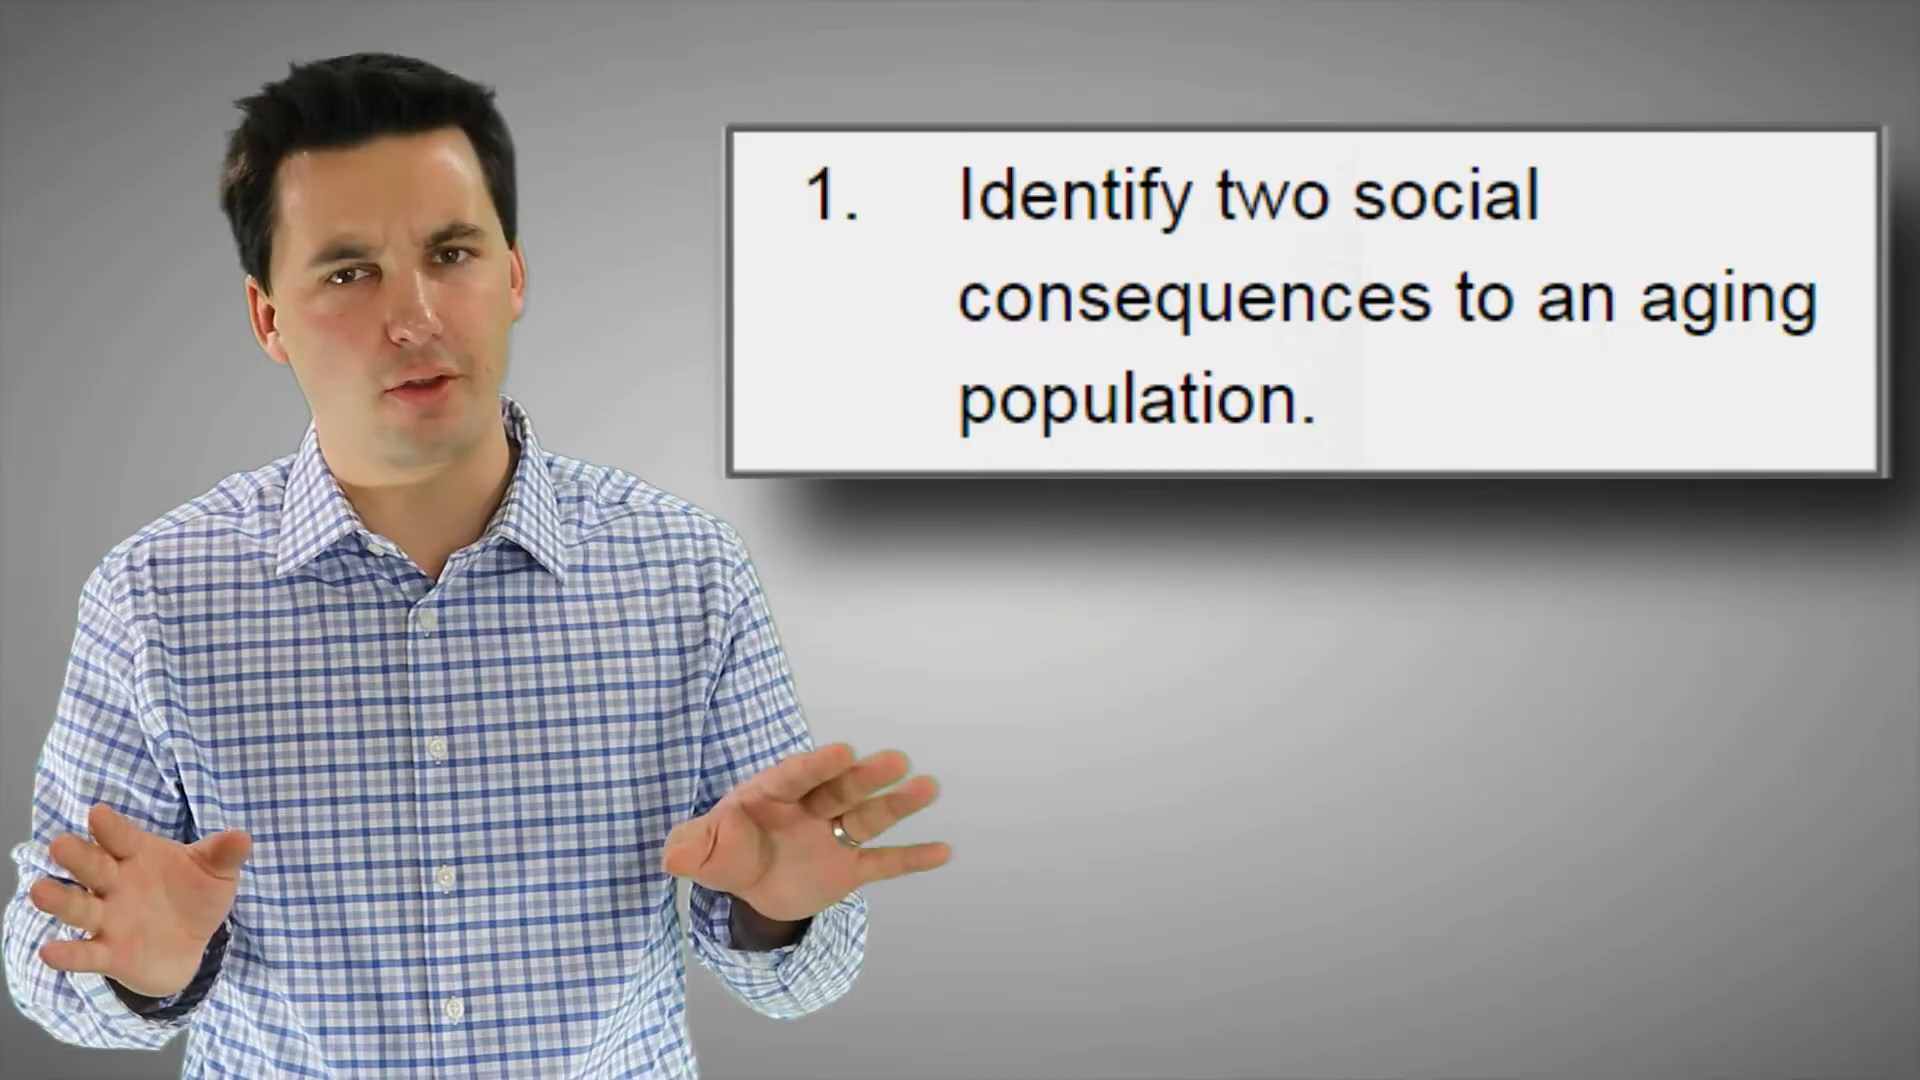 1. Identify two social
consequences to an aging
population.